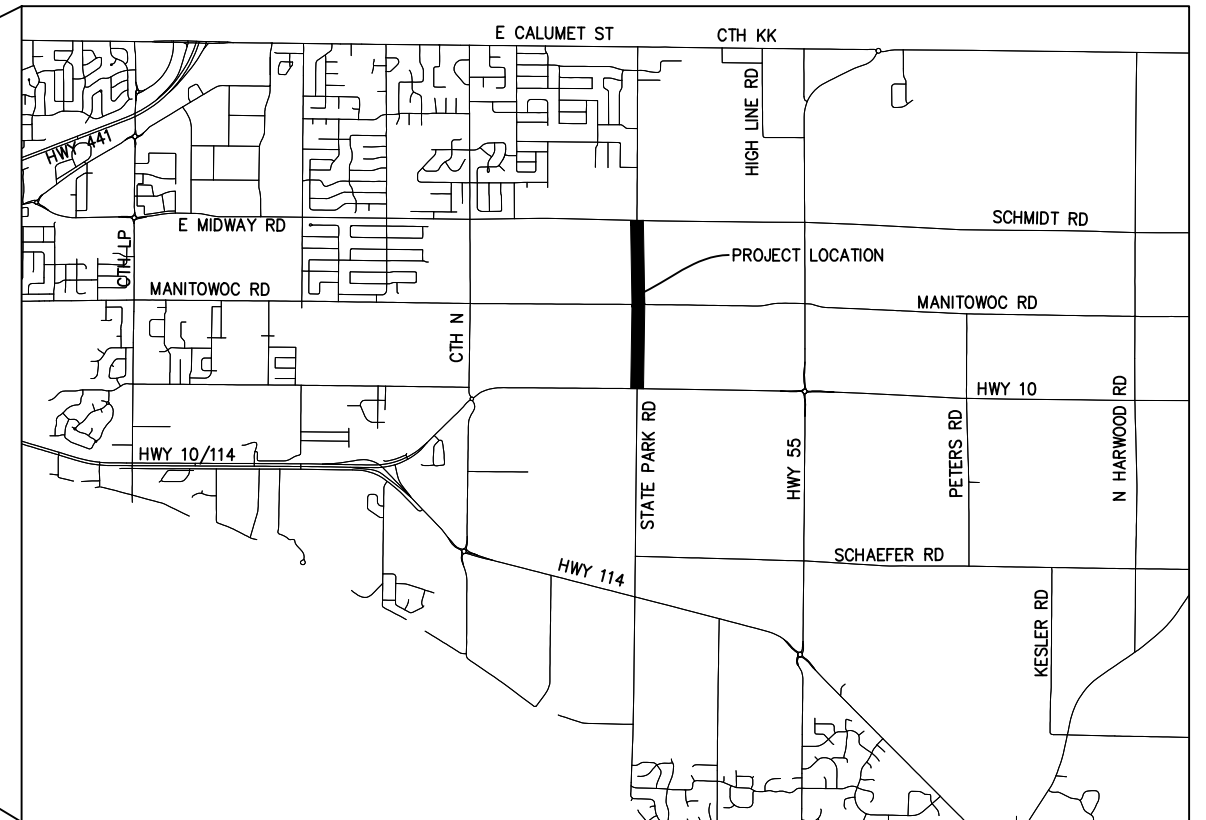 E CALUMET ST
CTH KK
HIGH LINE RD
HWY 441
SCHMIDT RD
E MIDWAY RD
CTH LP
PROJECT LOCATION
MANITOWOC RD
MANITOWOC RD
CTH N
HWY 10
N HARWOOD RD
STATE PARK RD
HWY 55
PETERS RD
HWY 10/114
SCHAEFER RD
HWY 114
KESLER RD